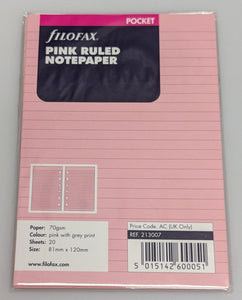 POCKET
filofax®
PINK RULED
NOTEPAPER
Paper: 70gsm
Colour: pink with grey print
Sheets: 20
Size: 81mm x 120mm
www.filofax.com
Price Code: AC (UK Only)
REF. 213007
5 015142 600051